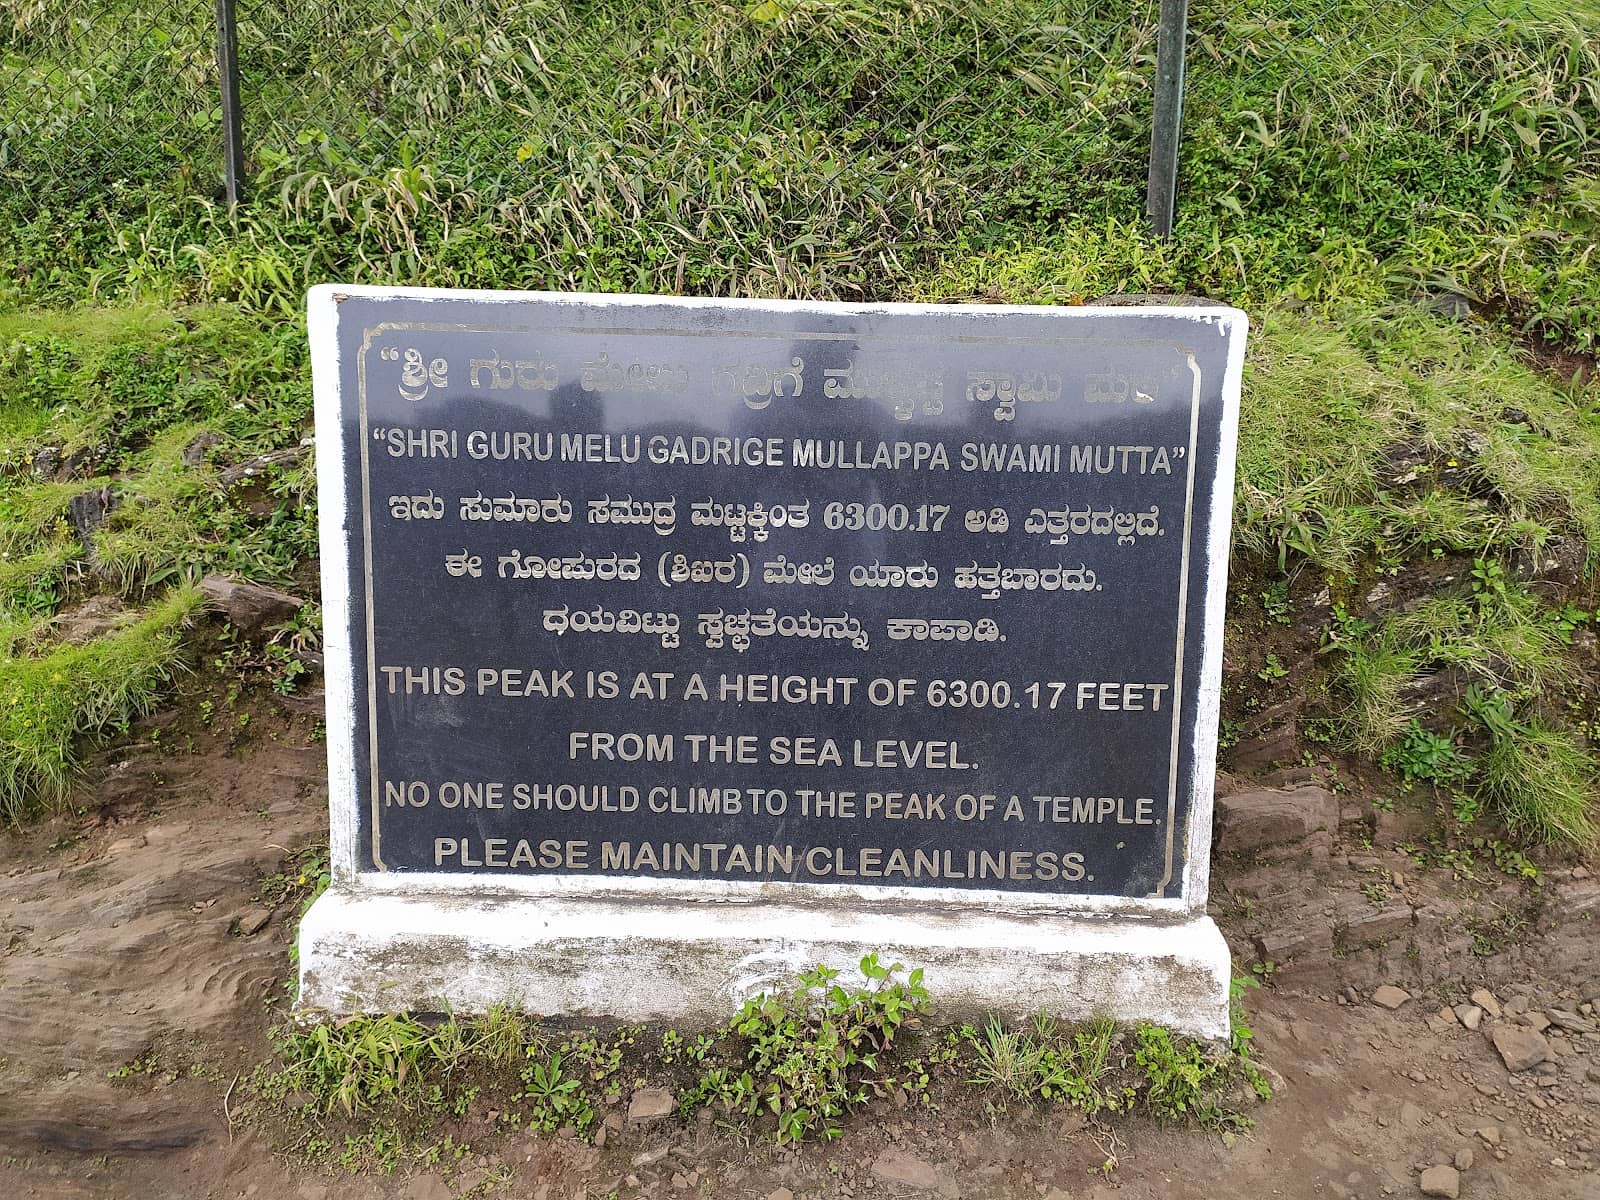 “ಶ್ರೀ ಗುರು ಮೇಲು ಗದ್ರಿಗೆ ಮುಳ್ಳಪ್ಪ ಸ್ವಾಮಿ ಮಠ”
“SHRI GURU MELU GADRIGE MULLAPPA SWAMI MUTTA”
ಇದು ಸುಮಾರು ಸಮುದ್ರ ಮಟ್ಟಕ್ಕಿಂತ 6300.17 ಅಡಿ ಎತ್ತರದಲ್ಲಿದೆ.
ಈ ಗೋಪುರದ (ಶಿಖರ) ಮೇಲೆ ಯಾರು ಹತ್ತಬಾರದು.
ಧಯವಿಟ್ಟು ಸ್ವಚ್ಛತೆಯನ್ನು ಕಾಪಾಡಿ.
THIS PEAK IS AT A HEIGHT OF 6300.17 FEET
FROM THE SEA LEVEL.
NO ONE SHOULD CLIMB TO THE PEAK OF A TEMPLE.
PLEASE MAINTAIN CLEANLINESS.